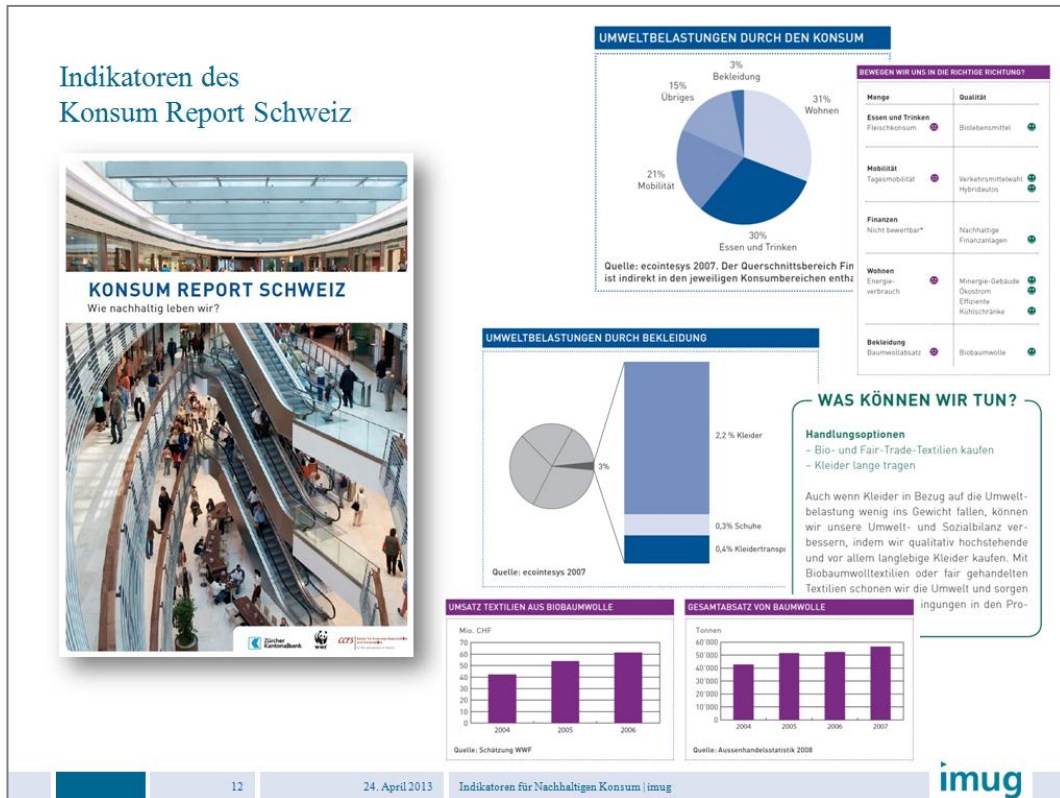 Indikatoren des
Konsum Report Schweiz
KONSUM REPORT SCHWEIZ
Wie nachhaltig leben wir?
Zürcher
Kantonalbank
WWF
ccrs
UMWELTBELASTUNGEN DURCH DEN KONSUM
3%
Bekleidung
15%
Übriges
31%
Wohnen
21%
Mobilität
30%
Essen und Trinken
Quelle: ecointesys 2007. Der Querschnittsbereich Fin
ist indirekt in den jeweiligen Konsumbereichen entha
BEWEGEN WIR UNS IN DIE RICHTIGE RICHTUNG?
Menge Qualität
Essen und Trinken
Fleischkonsum Biolebensmittel
Mobilität
Tagesmobilität Verkehrsmittelwahl
Hybridautos
Finanzen
Nicht bewertbar* Nachhaltige
Finanzanlagen
Wohnen
Energie- Minergie-Gebäude
verbrauch Ökostrom
Effiziente
Kühlschränke
Bekleidung
Baumwollabsatz Biobaumwolle
UMWELTBELASTUNGEN DURCH BEKLEIDUNG
3%
2,2 % Kleider
0,3% Schuhe
0,4% Kleidertranspo
Quelle: ecointesys 2007
WAS KÖNNEN WIR TUN?
Handlungsoptionen
– Bio- und Fair-Trade-Textilien kaufen
– Kleider lange tragen
Auch wenn Kleider in Bezug auf die Umwelt-
belastung wenig ins Gewicht fallen, können
wir unsere Umwelt- und Sozialbilanz ver-
bessern, indem wir qualitativ hochstehende
und vor allem langlebige Kleider kaufen. Mit
Biobaumwolltextilien oder fair gehandelten
Textilien schonen wir die Umwelt und sorgen
ingungen in den Pro-
UMSATZ TEXTILIEN AUS BIOBAUMWOLLE
Mio. CHF
70
60
50
40
30
20
10
0
2004 2005 2006
Quelle: Schätzung WWF
GESAMTABSATZ VON BAUMWOLLE
Tonnen
60'000
50'000
40'000
30'000
20'000
10'000
0
2004 2005 2006 2007
Quelle: Aussenhandelsstatistik 2008
12 24. April 2013 Indikatoren für Nachhaltigen Konsum | imug
imug